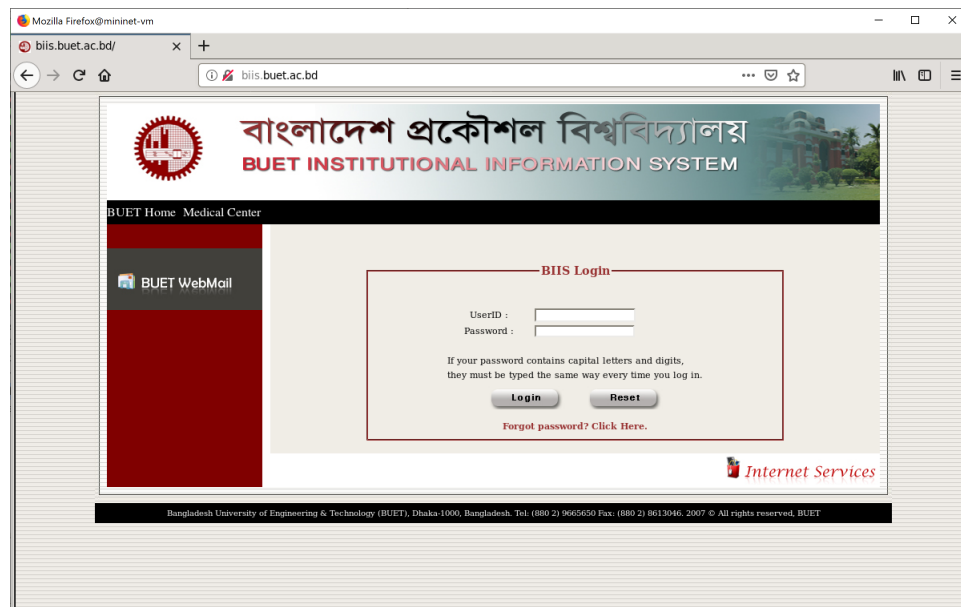 Mozilla Firefox@mininet-vm
biis.buet.ac.bd/
biis.buet.ac.bd
বাংলাদেশ প্রকৌশল বিশ্ববিদ্যালয়
BUET INSTITUTIONAL INFORMATION SYSTEM
BUET Home Medical Center
BUET WebMail
BIIS Login
UserID :
Password :
If your password contains capital letters and digits,
they must be typed the same way every time you log in.
Login Reset
Forgot password? Click Here.
Internet Services
Bangladesh University of Engineering & Technology (BUET), Dhaka-1000, Bangladesh. Tel: (880 2) 9665650 Fax: (880 2) 8613046. 2007 © All rights reserved, BUET